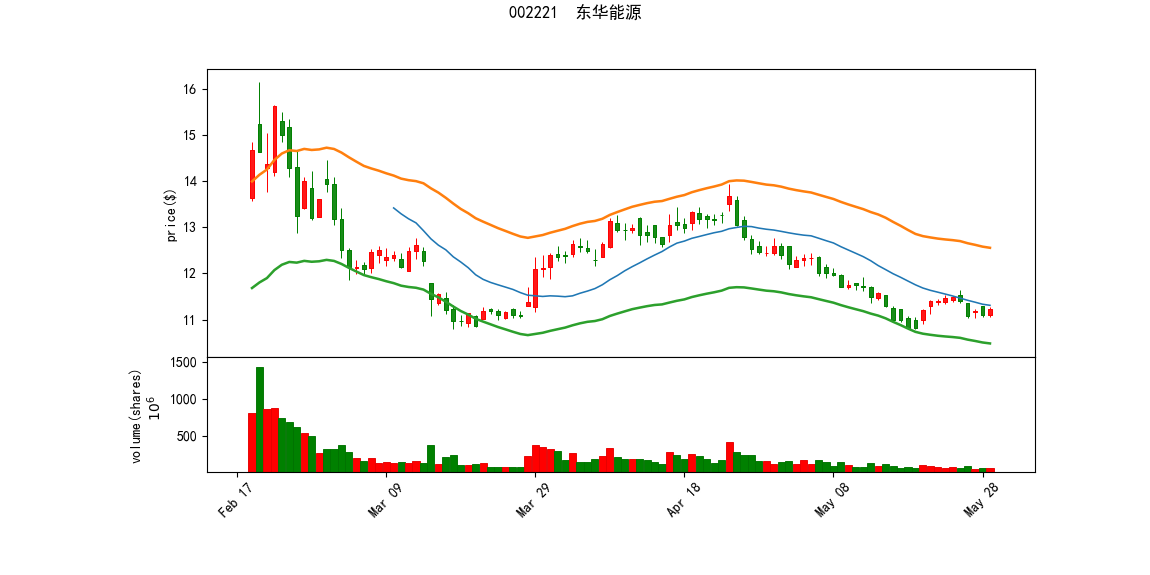 002221 东华能源
16
15
14
13
12
11
price($)
1500
1000
500
volume(shares)
10^6
Feb 17
Mar 09
Mar 29
Apr 18
May 08
May 28